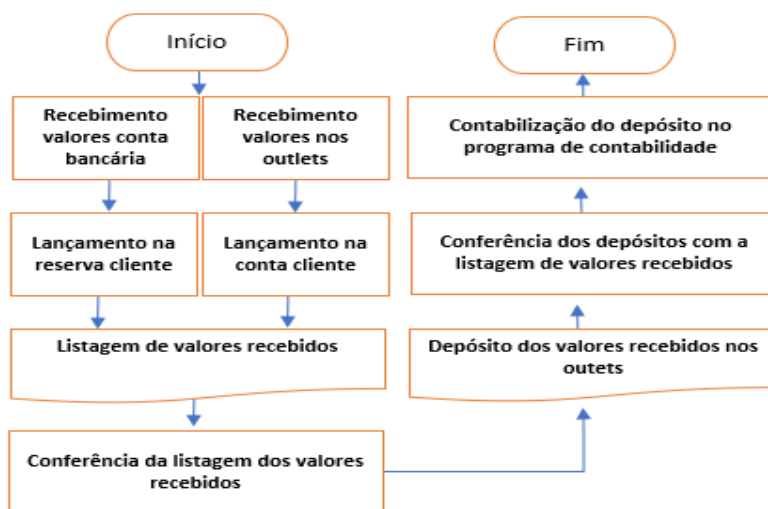 Início
Recebimento
valores conta
bancária
Recebimento
valores nos
outlets
Lançamento na
reserva cliente
Lançamento na
conta cliente
Listagem de valores recebidos
Conferência da listagem dos valores
recebidos
Depósito dos valores recebidos nos
outets
Conferência dos depósitos com a
listagem de valores recebidos
Contabilização do depósito no
programa de contabilidade
Fim